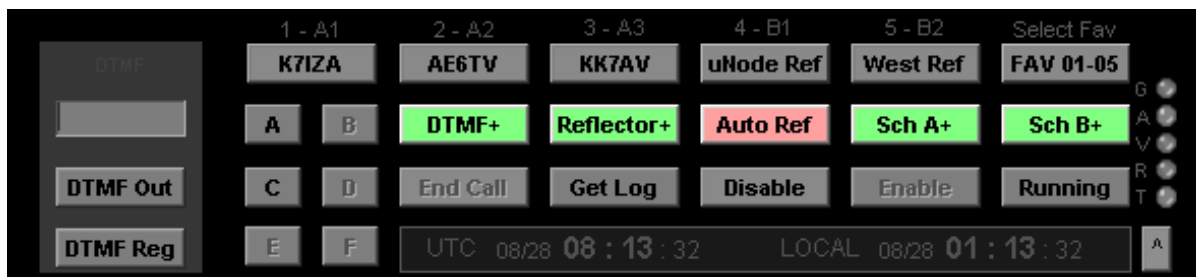 1 - A1 2 - A2 3 - A3 4 - B1 5 - B2 Select Fav
DTMF K7IZA AE6TV KK7AV uNode Ref West Ref FAV 01-05
G
A B DTMF+ Reflector+ Auto Ref Sch A+ Sch B+ A
V
DTMF Out C D End Call Get Log Disable Enable Running R
T
DTMF Reg E F UTC 08/28 08 : 13 : 32 LOCAL 08/28 01 : 13 : 32 ^